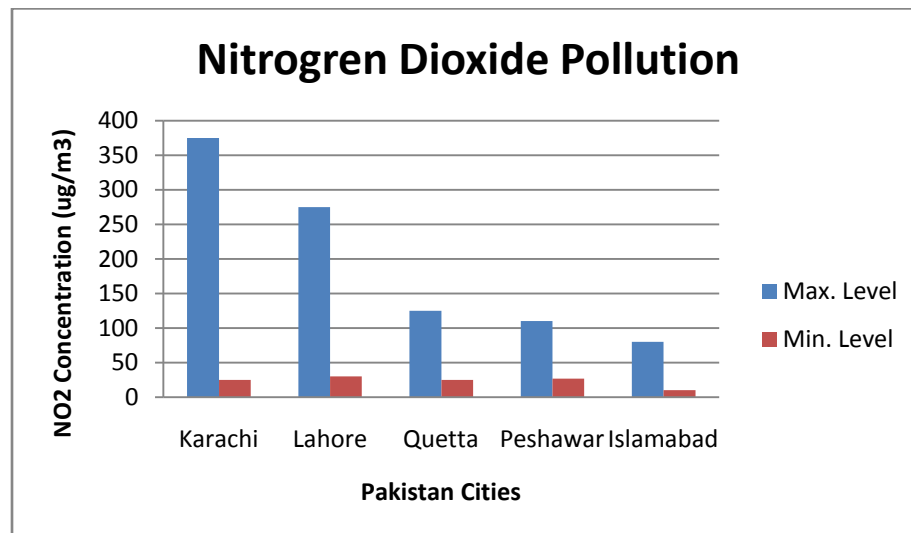 Nitrogren Dioxide Pollution
NO2 Concentration (ug/m3)
400
350
300
250
200
150
100
50
0
Karachi Lahore Quetta Peshawar Islamabad
Pakistan Cities
Max. Level
Min. Level